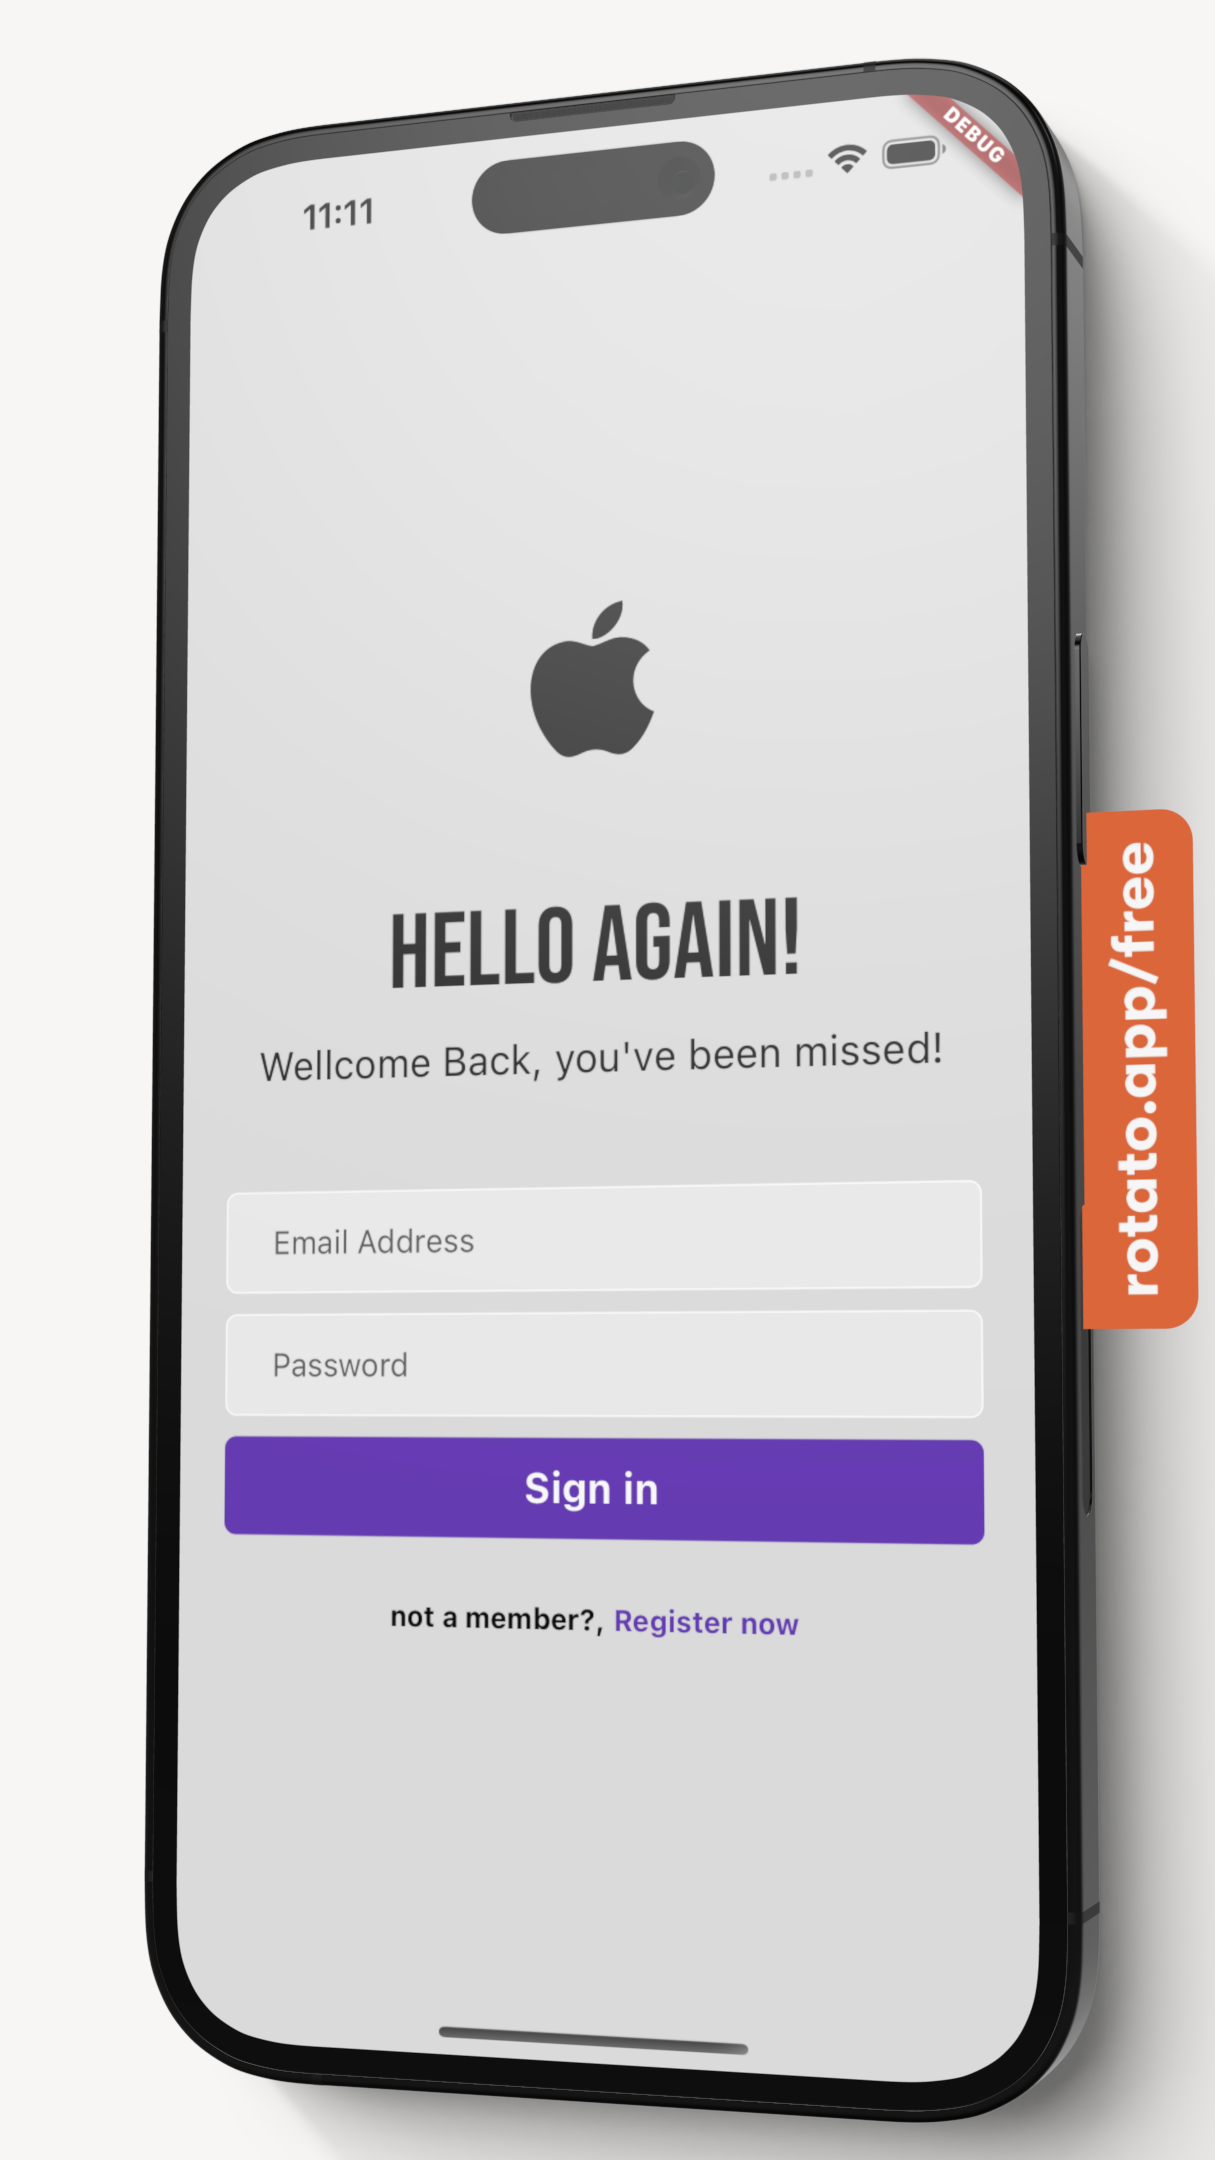 11:11
DEBUG
HELLO AGAIN!
Wellcome Back, you've been missed!
Email Address
Password
Sign in
not a member?, Register now
rotato.app/free